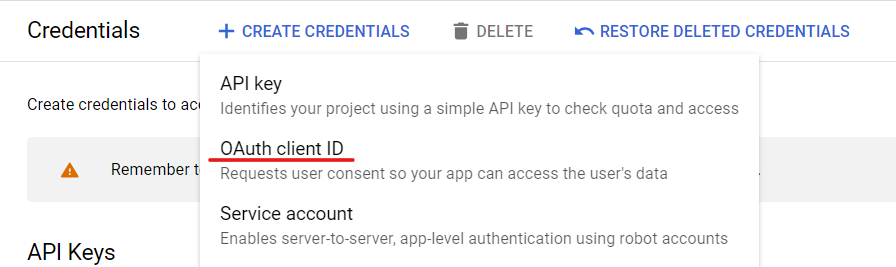 Credentials
+ CREATE CREDENTIALS
DELETE
RESTORE DELETED CREDENTIALS
API key
Identifies your project using a simple API key to check quota and access
Create credentials to acc
OAuth client ID
Remember t
Requests user consent so your app can access the user's data
Service account
Enables server-to-server, app-level authentication using robot accounts
API Keys